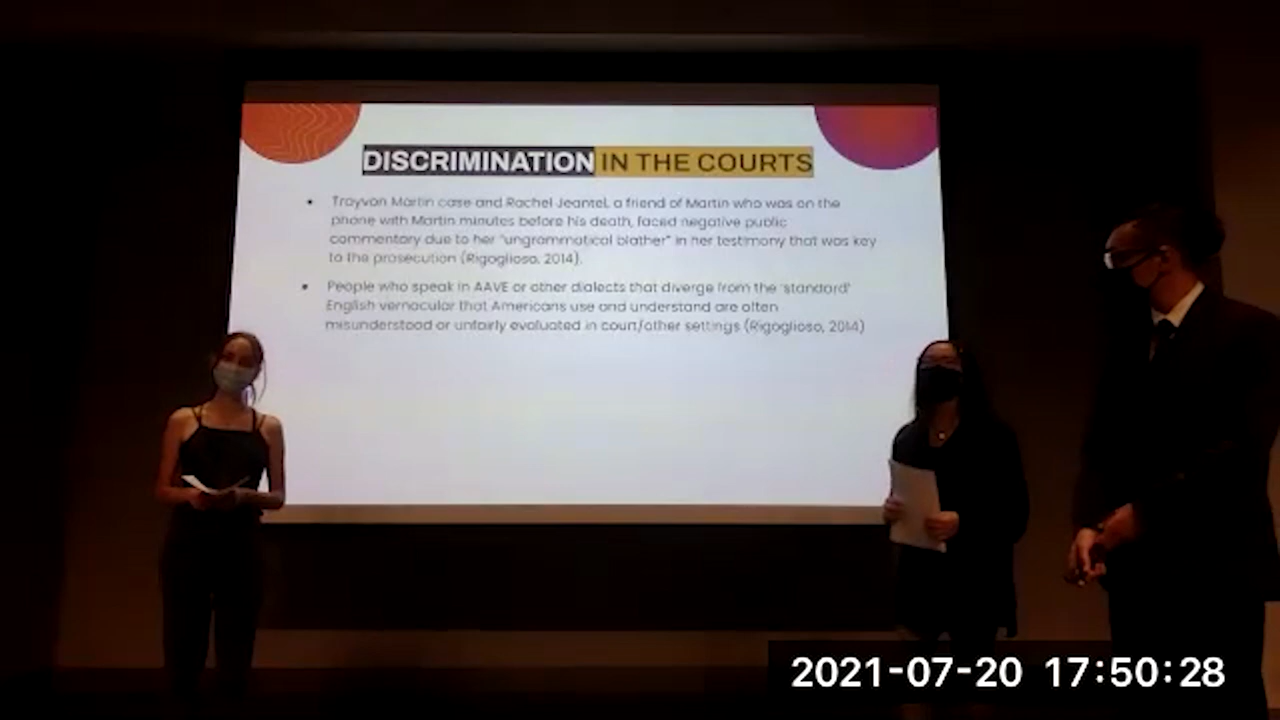 DISCRIMINATION IN THE COURTS
• Trayvon Martin case and Rachel Jeantel, a friend of Martin who was on the
phone with Martin minutes before his death, faced negative public
commentary due to her "ungrammatical blather" in her testimony that was key
to the prosecution (Rigoglioso, 2014).
• People who speak in AAVE or other dialects that diverge from the 'standard'
English vernacular that Americans use and understand are often
misunderstood or unfairly evaluated in court/other settings (Rigoglioso, 2014)
2021-07-20 17:50:28